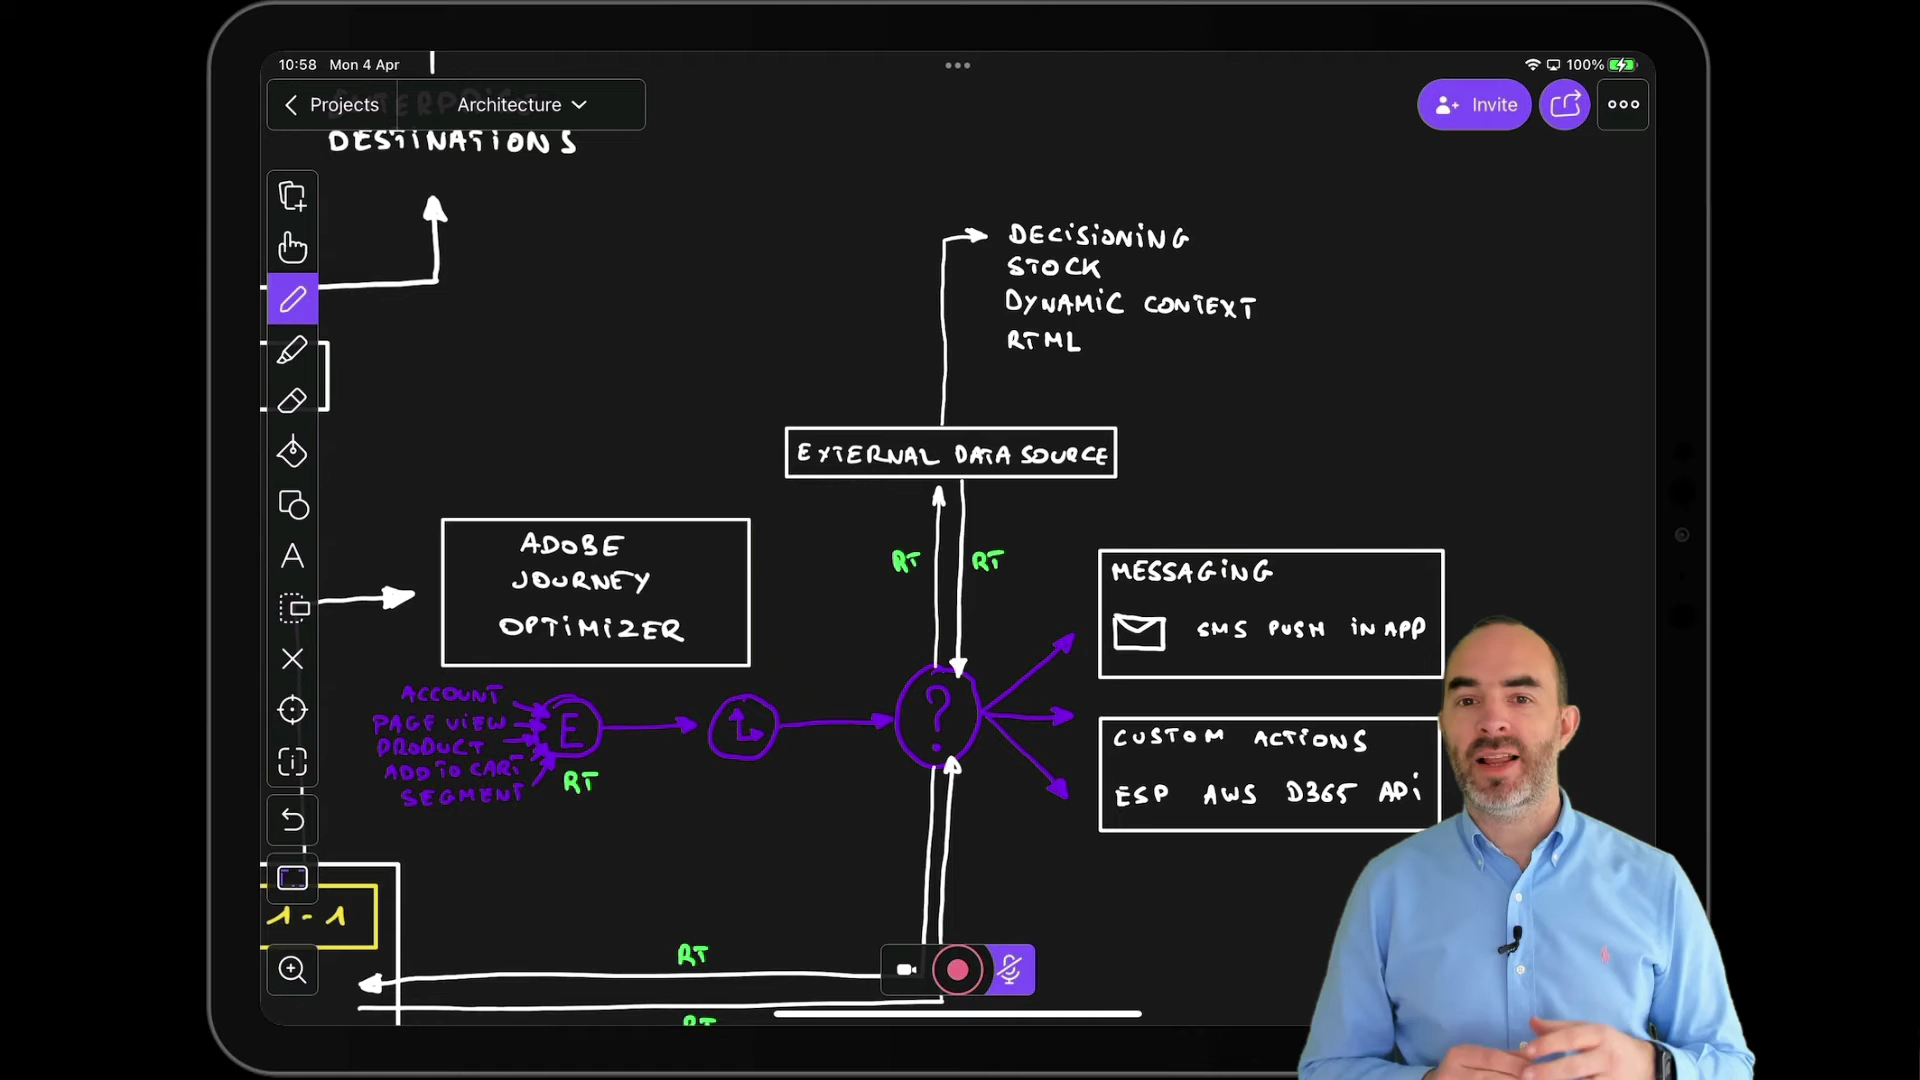 10:58 Mon 4 Apr
100%
Projects
Architecture
Invite
DESTINATIONS
DECISIONING
STOCK
DYNAMIC CONTEXT
RTML
EXTERNAL DATA SOURCE
ADOBE
JOURNEY
OPTIMIZER
RT RT
MESSAGING
SMS PUSH IN APP
ACCOUNT
PAGE VIEW
PRODUCT
ADD TO CART
SEGMENT
E
RT
?
CUSTOM ACTIONS
ESP AWS D365 API
1-1
RT
RT